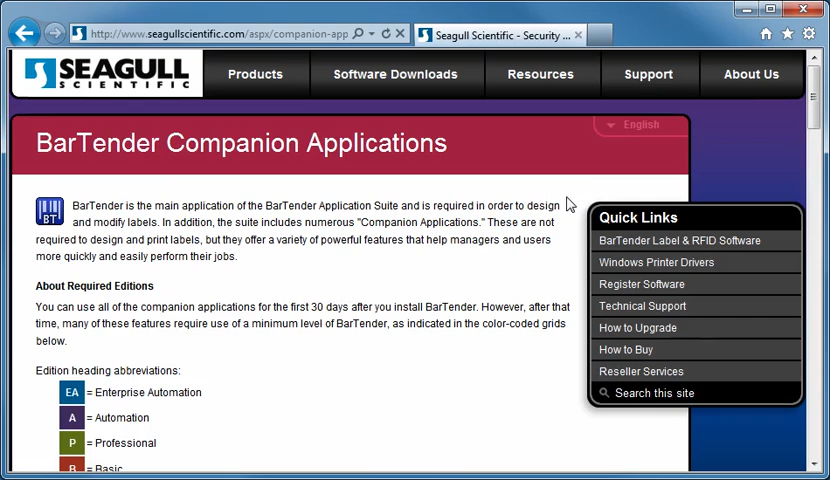 http://www.seagullscientific.com/aspx/companion-app
Seagull Scientific - Security ...
SEAGULL
SCIENTIFIC
Products
Software Downloads
Resources
Support
About Us
English
BarTender Companion Applications
BT
BarTender is the main application of the BarTender Application Suite and is required in order to design
and modify labels. In addition, the suite includes numerous "Companion Applications." These are not
required to design and print labels, but they offer a variety of powerful features that help managers and users
more quickly and easily perform their jobs.
About Required Editions
You can use all of the companion applications for the first 30 days after you install BarTender. However, after that
time, many of these features require use of a minimum level of BarTender, as indicated in the color-coded grids
below.
Edition heading abbreviations:
EA = Enterprise Automation
A = Automation
P = Professional
B = Basic
Quick Links
BarTender Label & RFID Software
Windows Printer Drivers
Register Software
Technical Support
How to Upgrade
How to Buy
Reseller Services
Search this site